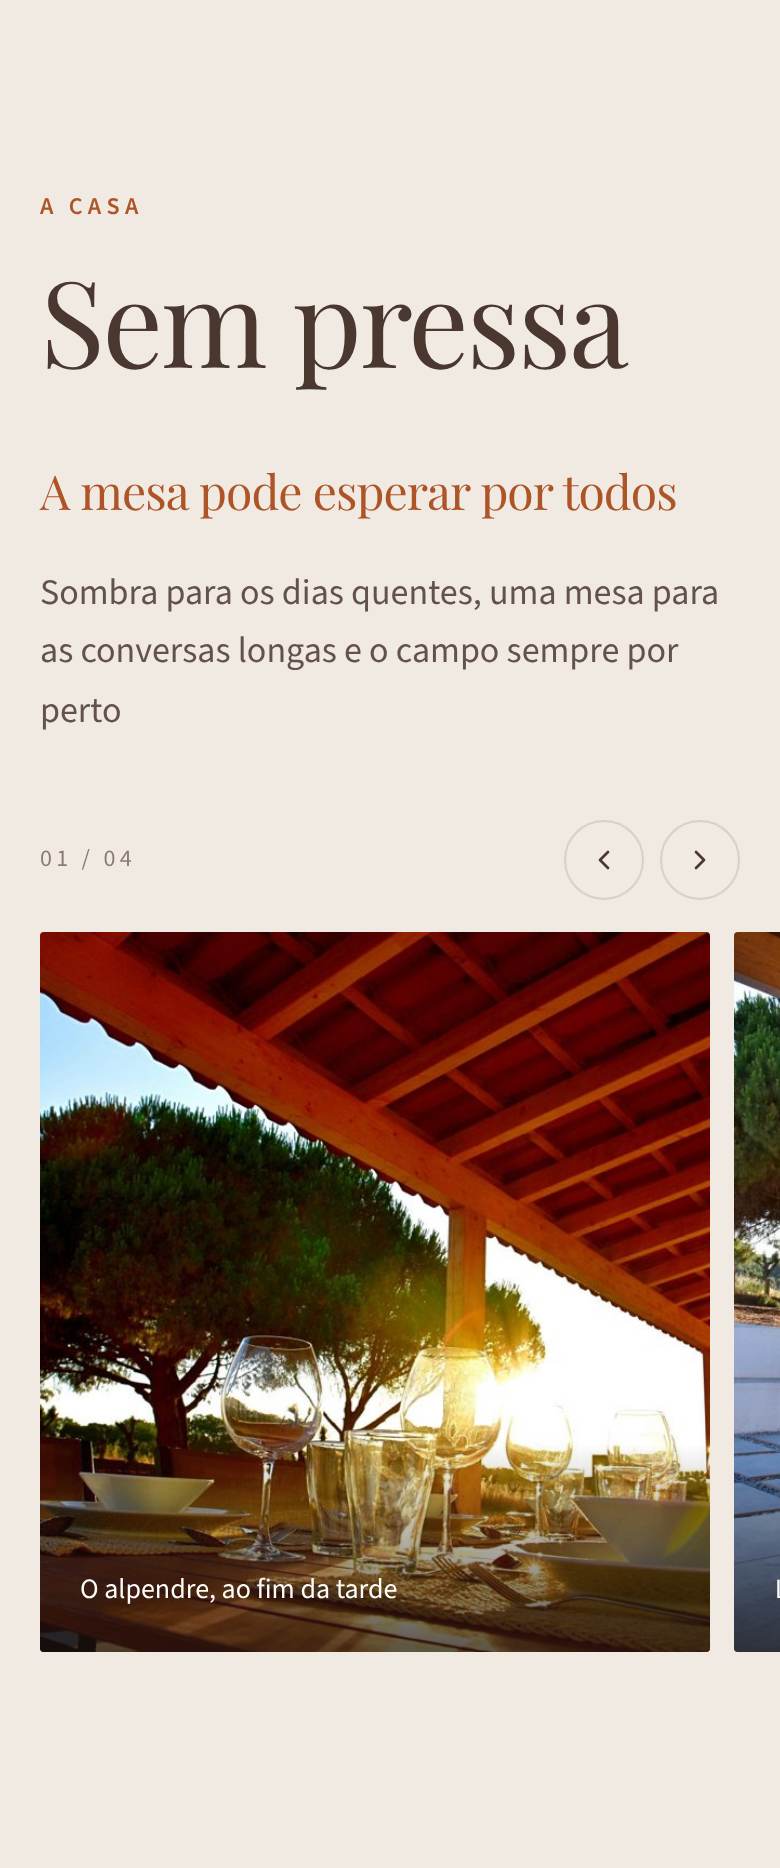 A CASA
Sem pressa
A mesa pode esperar por todos
Sombra para os dias quentes, uma mesa para
as conversas longas e o campo sempre por
perto
01 / 04
O alpendre, ao fim da tarde